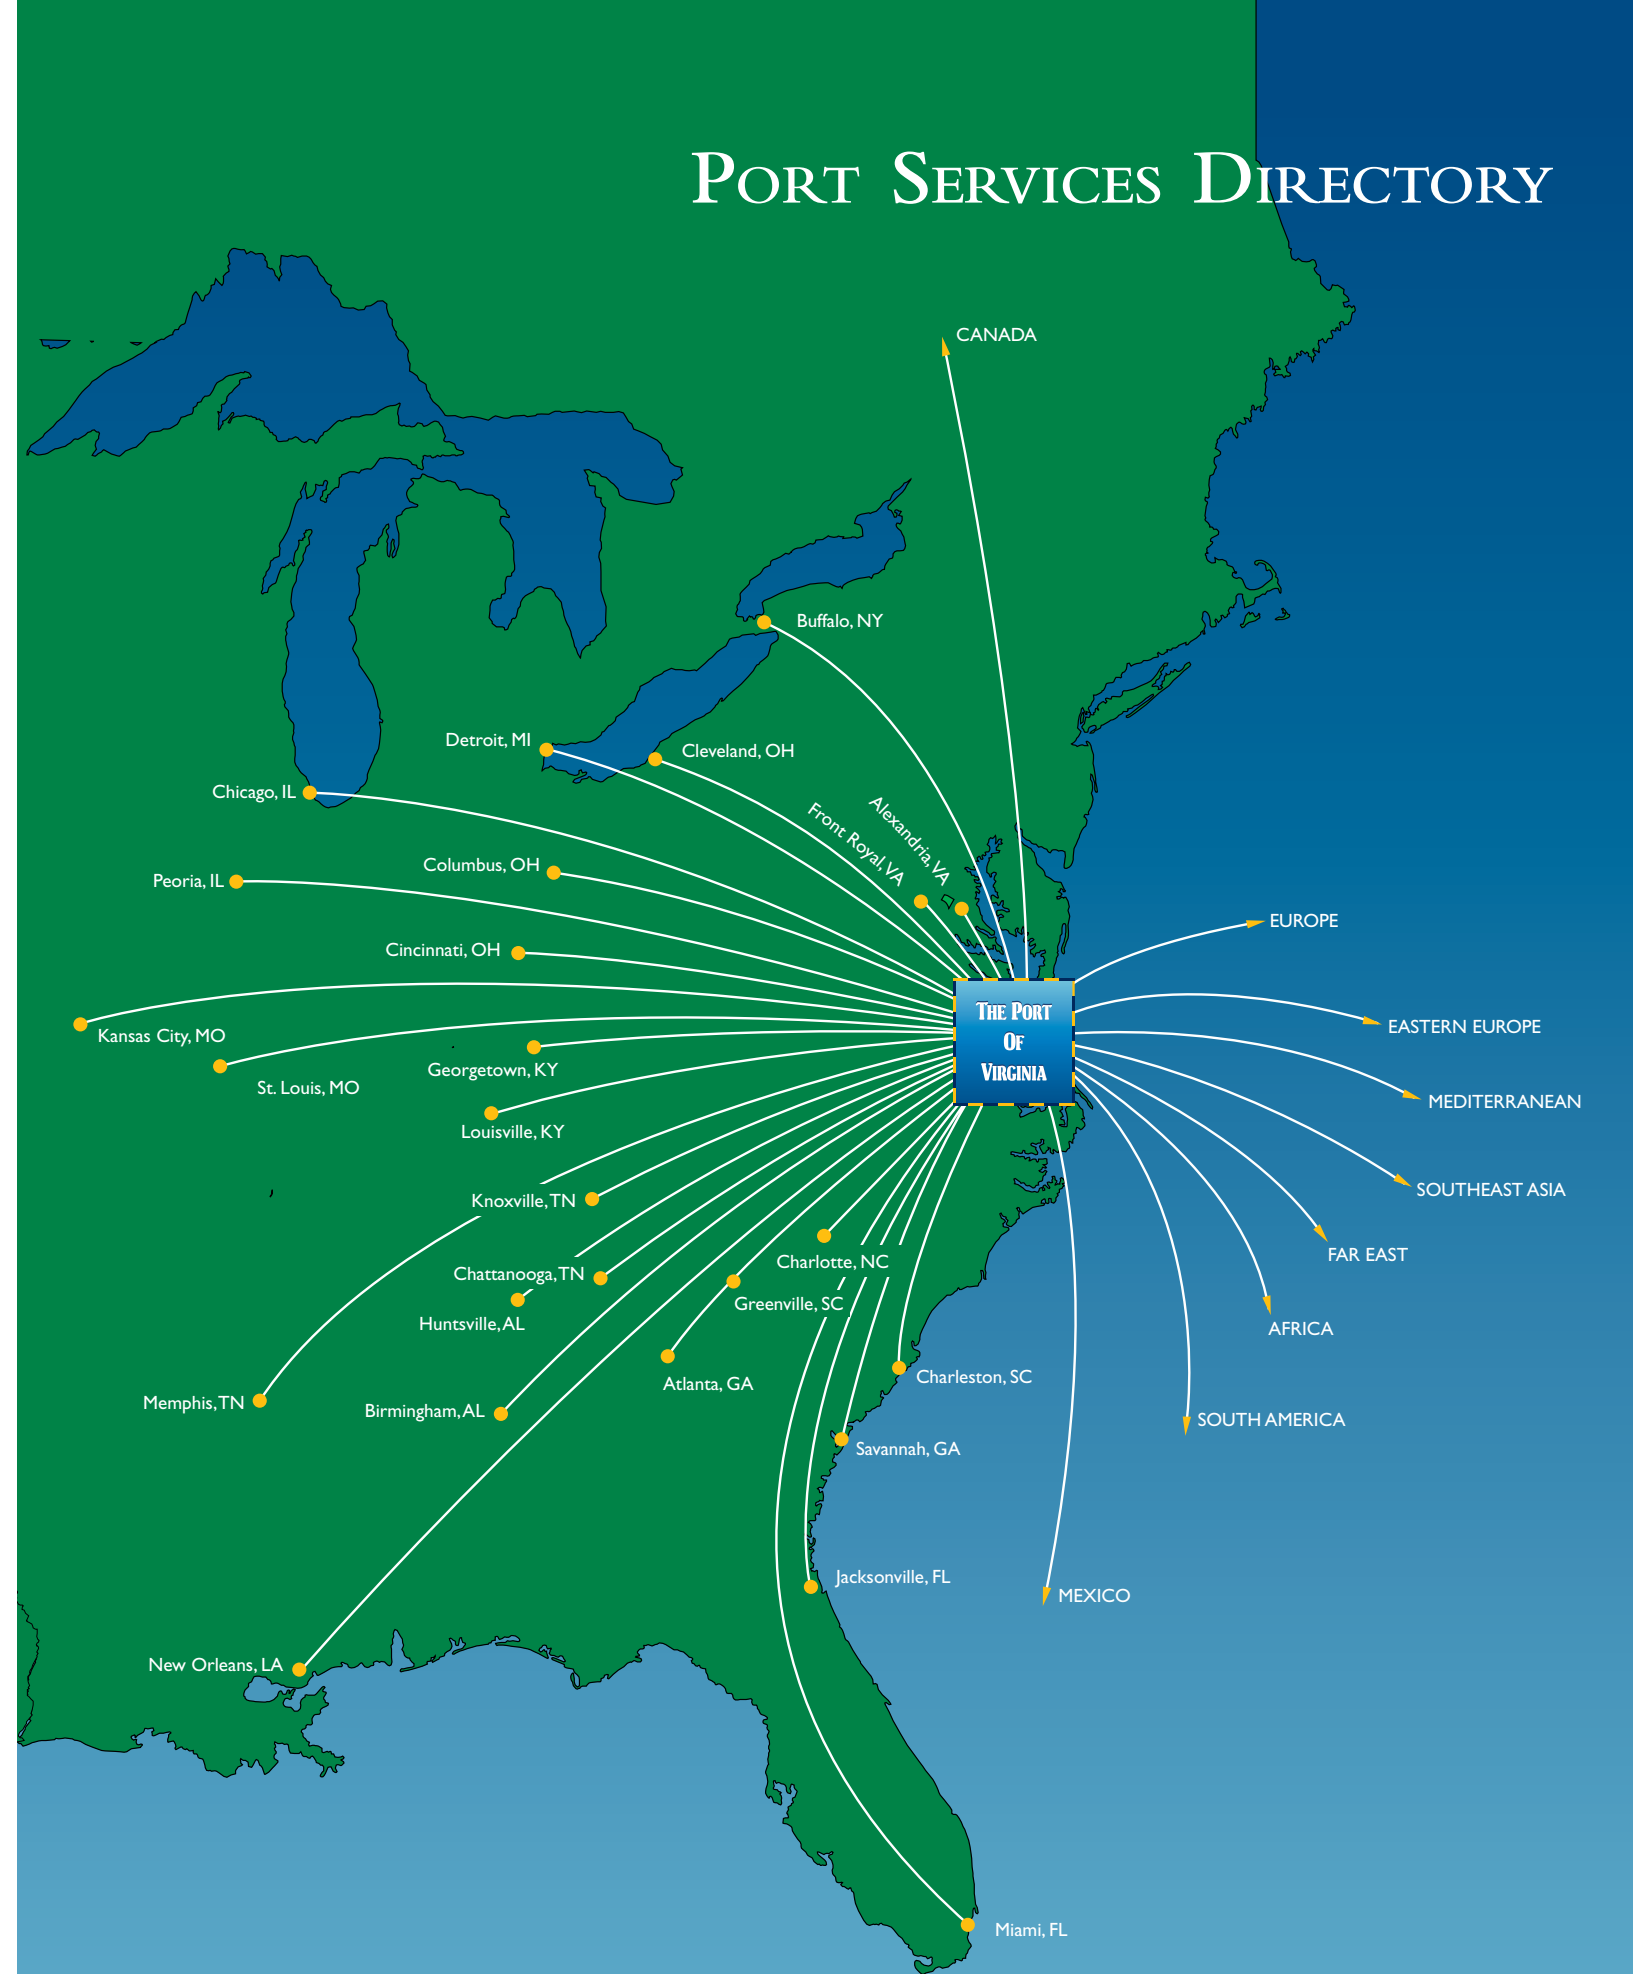 PORT SERVICES DIRECTORY
CANADA
Buffalo, NY
Detroit, MI
Cleveland, OH
Chicago, IL
Front Royal, VA
Alexandria, VA
Columbus, OH
Peoria, IL
EUROPE
Cincinnati, OH
THE PORT
OF
VIRGINIA
Kansas City, MO
EASTERN EUROPE
Georgetown, KY
St. Louis, MO
MEDITERRANEAN
Louisville, KY
SOUTHEAST ASIA
Knoxville, TN
FAR EAST
Charlotte, NC
Chattanooga, TN
Greenville, SC
Huntsville, AL
AFRICA
Atlanta, GA
Charleston, SC
Memphis, TN
Birmingham, AL
SOUTH AMERICA
Savannah, GA
Jacksonville, FL
MEXICO
New Orleans, LA
Miami, FL